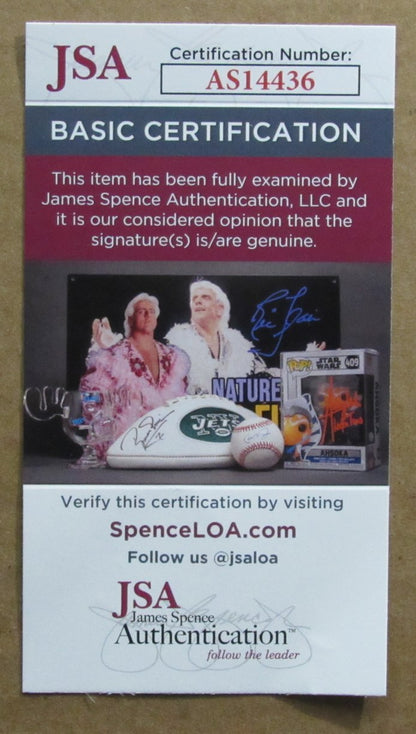 JSA
Certification Number:
AS14436
BASIC CERTIFICATION
This item has been fully examined by
James Spence Authentication, LLC and
it is our considered opinion that the
signature(s) is/are genuine.
NATURE
JETS
POP!
STAR WARS
409
AHSOKA
Verify this certification by visiting
SpenceLOA.com
Follow us @jsaloa
JSA
James Spence
Authentication™
follow the leader